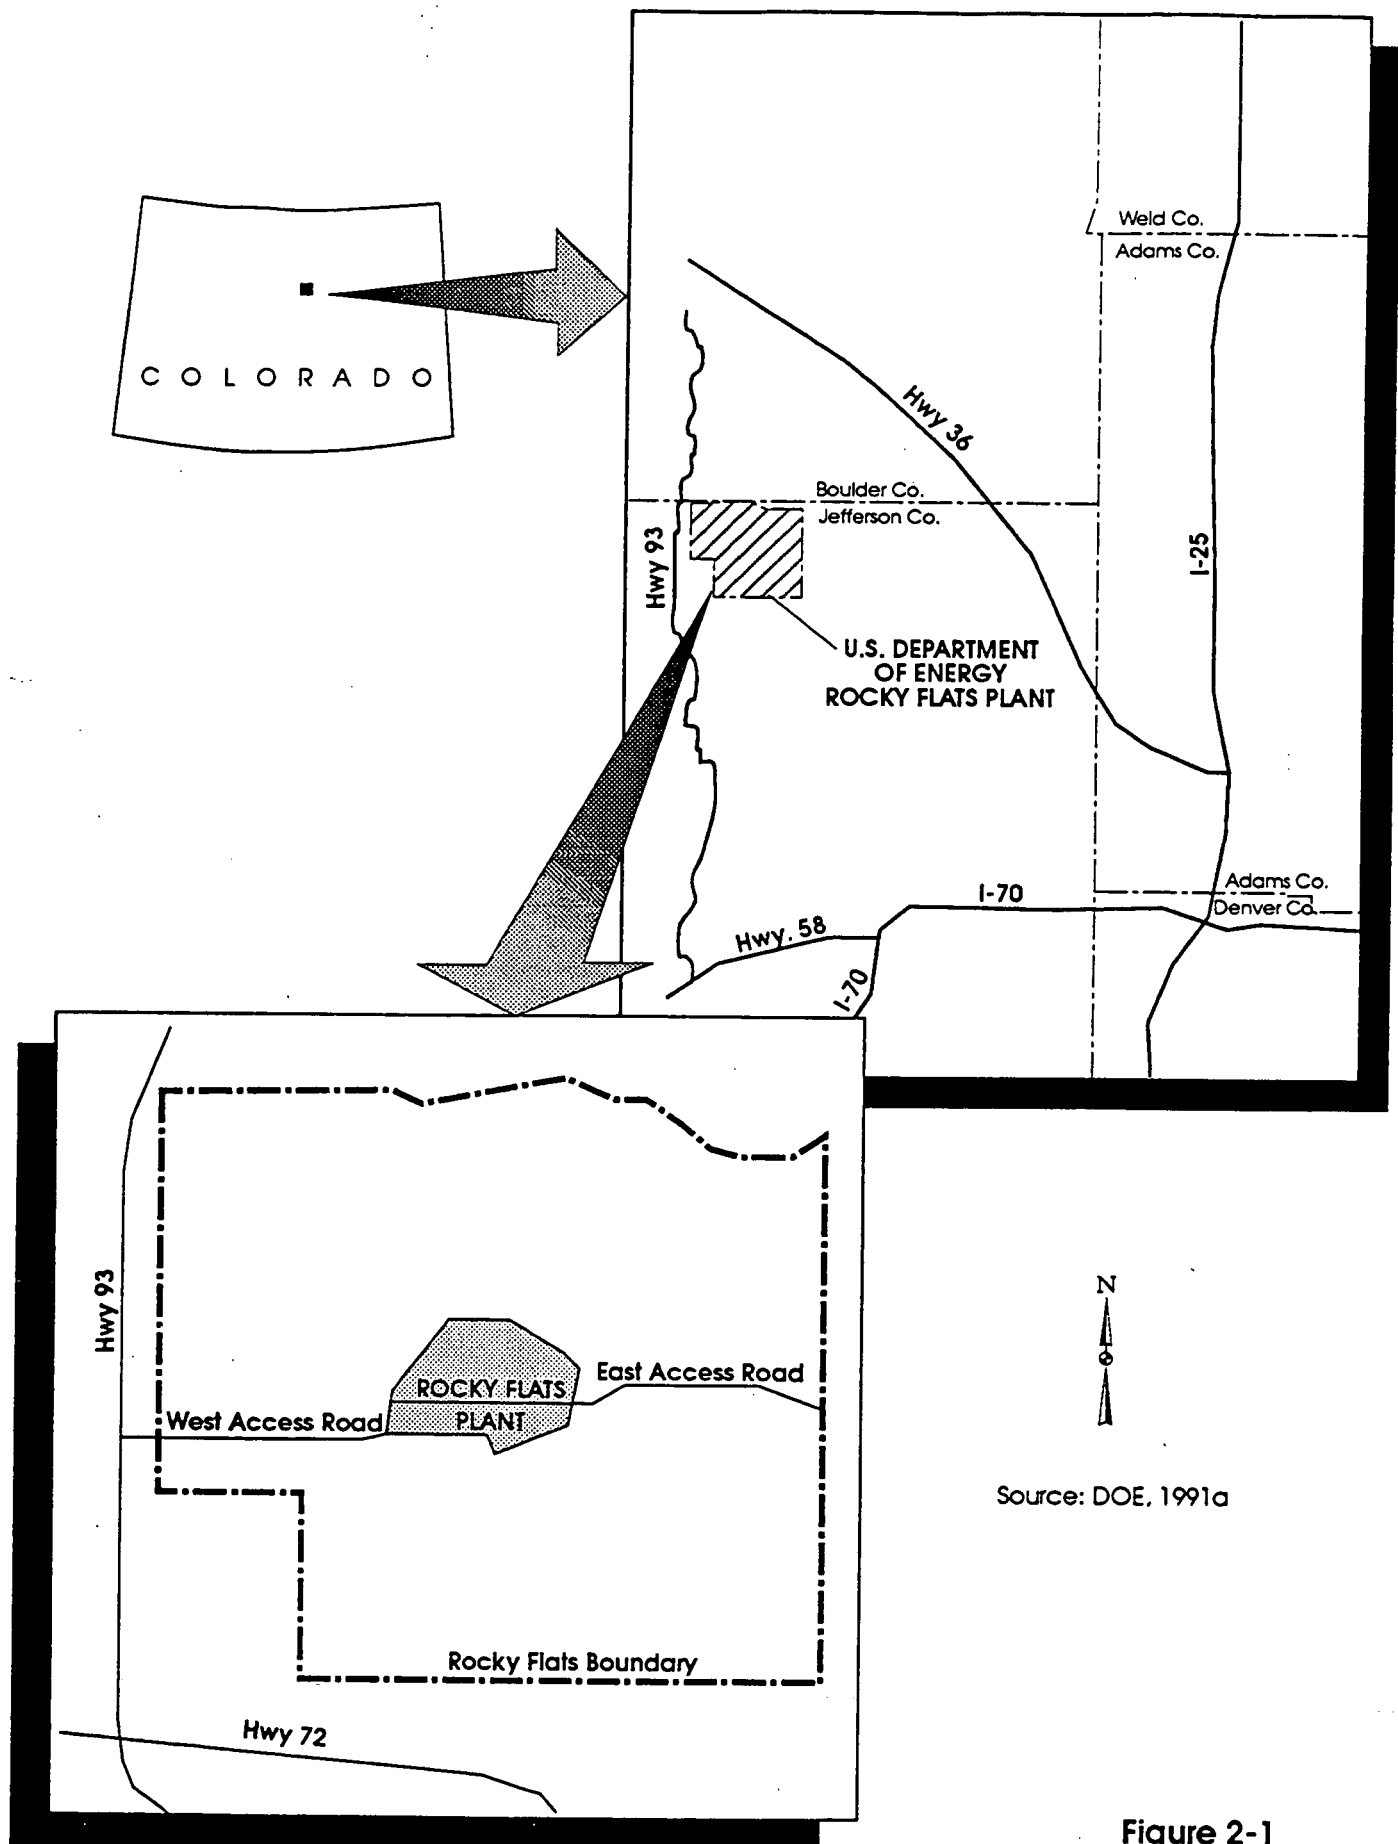 Weld Co.
Adams Co.
COLORADO
Hwy 36
Boulder Co.
Jefferson Co.
Hwy 93
I-25
U.S. DEPARTMENT
OF ENERGY
ROCKY FLATS PLANT
Adams Co.
Denver Co.
I-70
Hwy. 58
I-70
Hwy 93
N
East Access Road
ROCKY FLATS
PLANT
West Access Road
Source: DOE, 1991a
Rocky Flats Boundary
Hwy 72
Figure 2-1